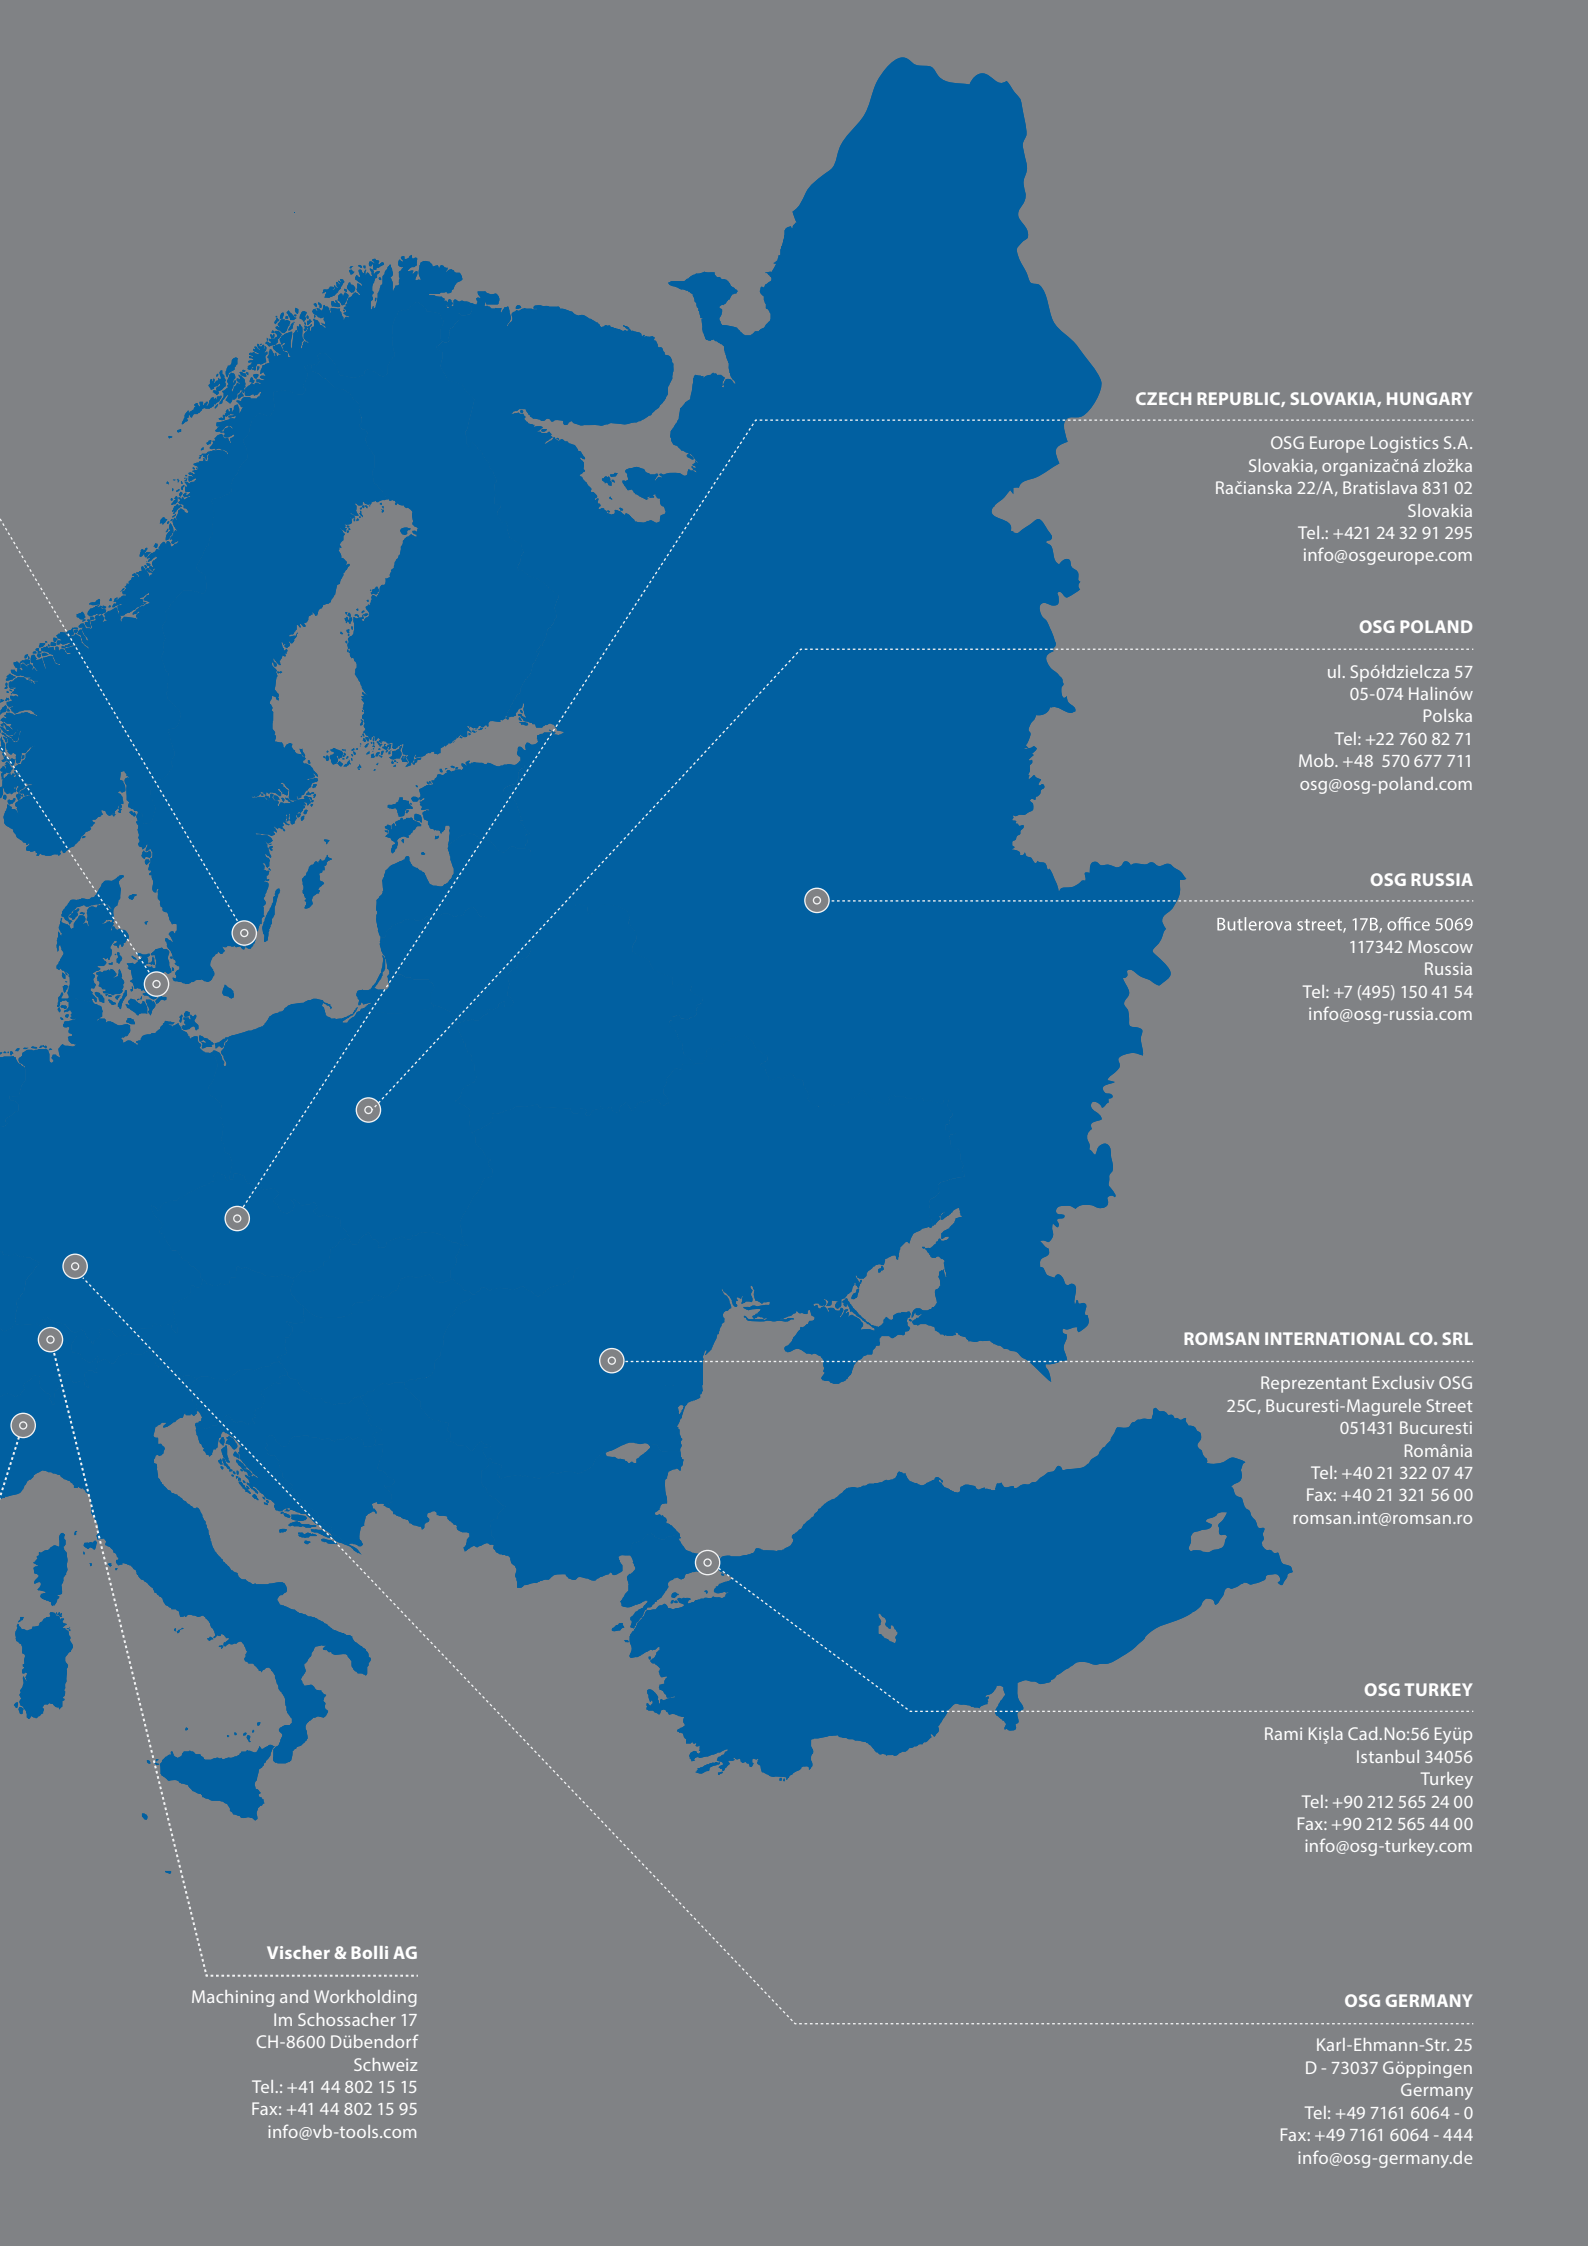 CZECH REPUBLIC, SLOVAKIA, HUNGARY
OSG Europe Logistics S.A.
Slovakia, organizačná zložka
Račianska 22/A, Bratislava 831 02
Slovakia
Tel.: +421 24 32 91 295
info@osgeurope.com
OSG POLAND
ul. Spółdzielcza 57
05-074 Halinów
Polska
Tel: +22 760 82 71
Mob. +48 570 677 711
osg@osg-poland.com
OSG RUSSIA
Butlerova street, 17B, office 5069
117342 Moscow
Russia
Tel: +7 (495) 150 41 54
info@osg-russia.com
ROMSAN INTERNATIONAL CO. SRL
Reprezentant Exclusiv OSG
25C, Bucuresti-Magurele Street
051431 Bucuresti
România
Tel: +40 21 322 07 47
Fax: +40 21 321 56 00
romsan.int@romsan.ro
OSG TURKEY
Rami Kişla Cad.No:56 Eyüp
Istanbul 34056
Turkey
Tel: +90 212 565 24 00
Fax: +90 212 565 44 00
info@osg-turkey.com
Vischer & Bolli AG
Machining and Workholding
Im Schossacher 17
CH-8600 Dübendorf
Schweiz
Tel.: +41 44 802 15 15
Fax: +41 44 802 15 95
info@vb-tools.com
OSG GERMANY
Karl-Ehmann-Str. 25
D - 73037 Göppingen
Germany
Tel: +49 7161 6064 - 0
Fax: +49 7161 6064 - 444
info@osg-germany.de